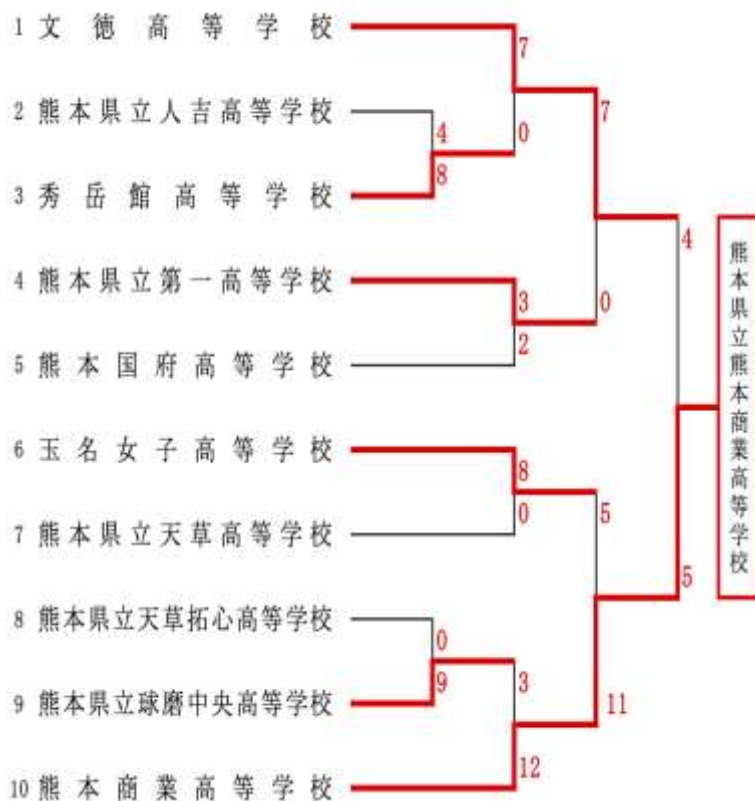 1 文徳高等学校
7
7
2 熊本県立人吉高等学校
4
0
8
3 秀岳館高等学校
4
4 熊本県立第一高等学校
3
0
2
5 熊本国府高等学校
熊本県立熊本商業高等学校
6 玉名女子高等学校
8
5
0
7 熊本県立天草高等学校
5
8 熊本県立天草拓心高等学校
0
9
3
9 熊本県立球磨中央高等学校
11
12
10 熊本商業高等学校